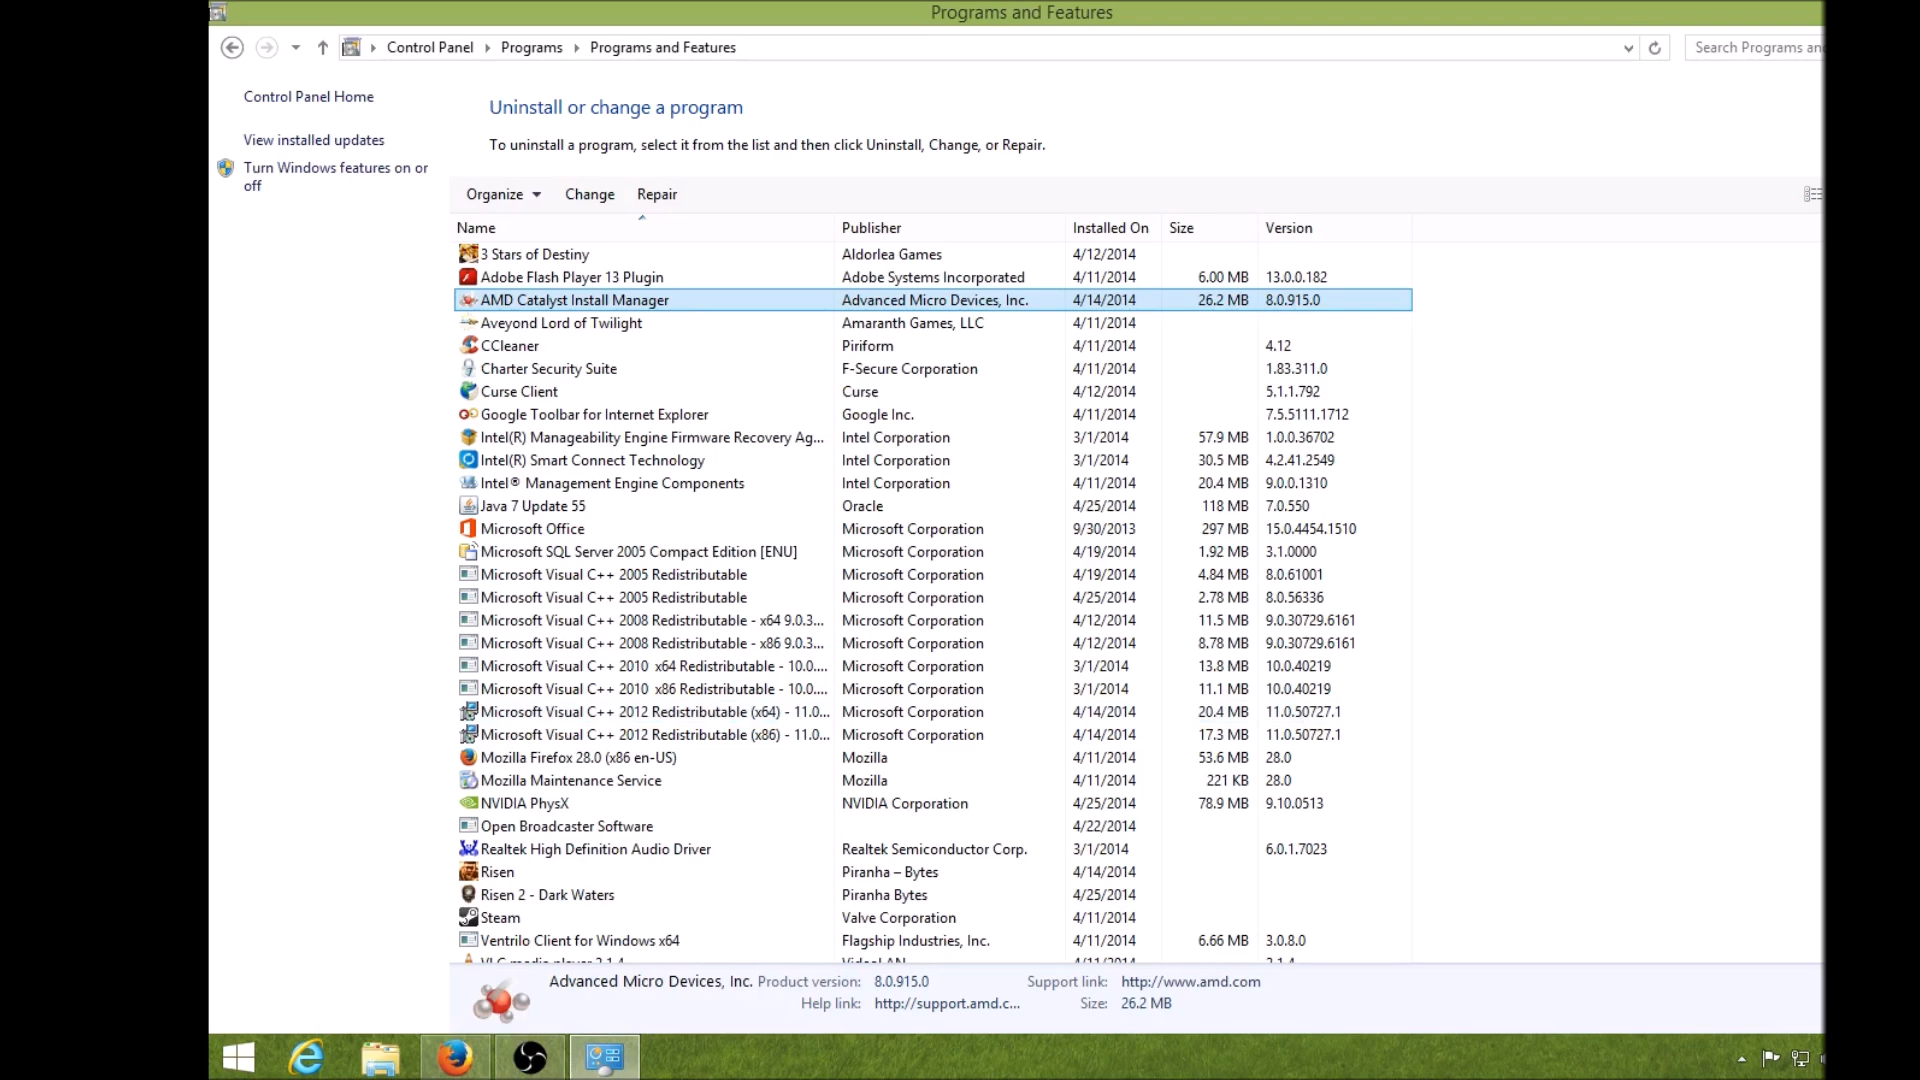 Programs and Features
Control Panel Programs Programs and Features
Search Programs an
Control Panel Home
View installed updates
Turn Windows features on or
off
Uninstall or change a program
To uninstall a program, select it from the list and then click Uninstall, Change, or Repair.
Organize Change Repair
Name Publisher Installed On Size Version
3 Stars of Destiny Aldorlea Games 4/12/2014
Adobe Flash Player 13 Plugin Adobe Systems Incorporated 4/11/2014 6.00 MB 13.0.0.182
AMD Catalyst Install Manager Advanced Micro Devices, Inc. 4/14/2014 26.2 MB 8.0.915.0
Aveyond Lord of Twilight Amaranth Games, LLC 4/11/2014
CCleaner Piriform 4/11/2014 4.12
Charter Security Suite F-Secure Corporation 4/11/2014 1.83.311.0
Curse Client Curse 4/12/2014 5.1.1.792
Google Toolbar for Internet Explorer Google Inc. 4/11/2014 7.5.5111.1712
Intel(R) Manageability Engine Firmware Recovery Ag... Intel Corporation 3/1/2014 57.9 MB 1.0.0.36702
Intel(R) Smart Connect Technology Intel Corporation 3/1/2014 30.5 MB 4.2.41.2549
Intel® Management Engine Components Intel Corporation 4/11/2014 20.4 MB 9.0.0.1310
Java 7 Update 55 Oracle 4/25/2014 118 MB 7.0.550
Microsoft Office Microsoft Corporation 9/30/2013 297 MB 15.0.4454.1510
Microsoft SQL Server 2005 Compact Edition [ENU] Microsoft Corporation 4/19/2014 1.92 MB 3.1.0000
Microsoft Visual C++ 2005 Redistributable Microsoft Corporation 4/19/2014 4.84 MB 8.0.61001
Microsoft Visual C++ 2005 Redistributable Microsoft Corporation 4/25/2014 2.78 MB 8.0.56336
Microsoft Visual C++ 2008 Redistributable - x64 9.0.3... Microsoft Corporation 4/12/2014 11.5 MB 9.0.30729.6161
Microsoft Visual C++ 2008 Redistributable - x86 9.0.3... Microsoft Corporation 4/12/2014 8.78 MB 9.0.30729.6161
Microsoft Visual C++ 2010 x64 Redistributable - 10.0.... Microsoft Corporation 3/1/2014 13.8 MB 10.0.40219
Microsoft Visual C++ 2010 x86 Redistributable - 10.0.... Microsoft Corporation 3/1/2014 11.1 MB 10.0.40219
Microsoft Visual C++ 2012 Redistributable (x64) - 11.0... Microsoft Corporation 4/14/2014 20.4 MB 11.0.50727.1
Microsoft Visual C++ 2012 Redistributable (x86) - 11.0... Microsoft Corporation 4/14/2014 17.3 MB 11.0.50727.1
Mozilla Firefox 28.0 (x86 en-US) Mozilla 4/11/2014 53.6 MB 28.0
Mozilla Maintenance Service Mozilla 4/11/2014 221 KB 28.0
NVIDIA PhysX NVIDIA Corporation 4/25/2014 78.9 MB 9.10.0513
Open Broadcaster Software 4/22/2014
Realtek High Definition Audio Driver Realtek Semiconductor Corp. 3/1/2014 6.0.1.7023
Risen Piranha – Bytes 4/14/2014
Risen 2 - Dark Waters Piranha Bytes 4/25/2014
Steam Valve Corporation 4/11/2014
Ventrilo Client for Windows x64 Flagship Industries, Inc. 4/11/2014 6.66 MB 3.0.8.0
VLC media player 2.1.4 VideoLAN 4/11/2014 2.1.4
Advanced Micro Devices, Inc. Product version: 8.0.915.0 Support link: http://www.amd.com
Help link: http://support.amd.c... Size: 26.2 MB